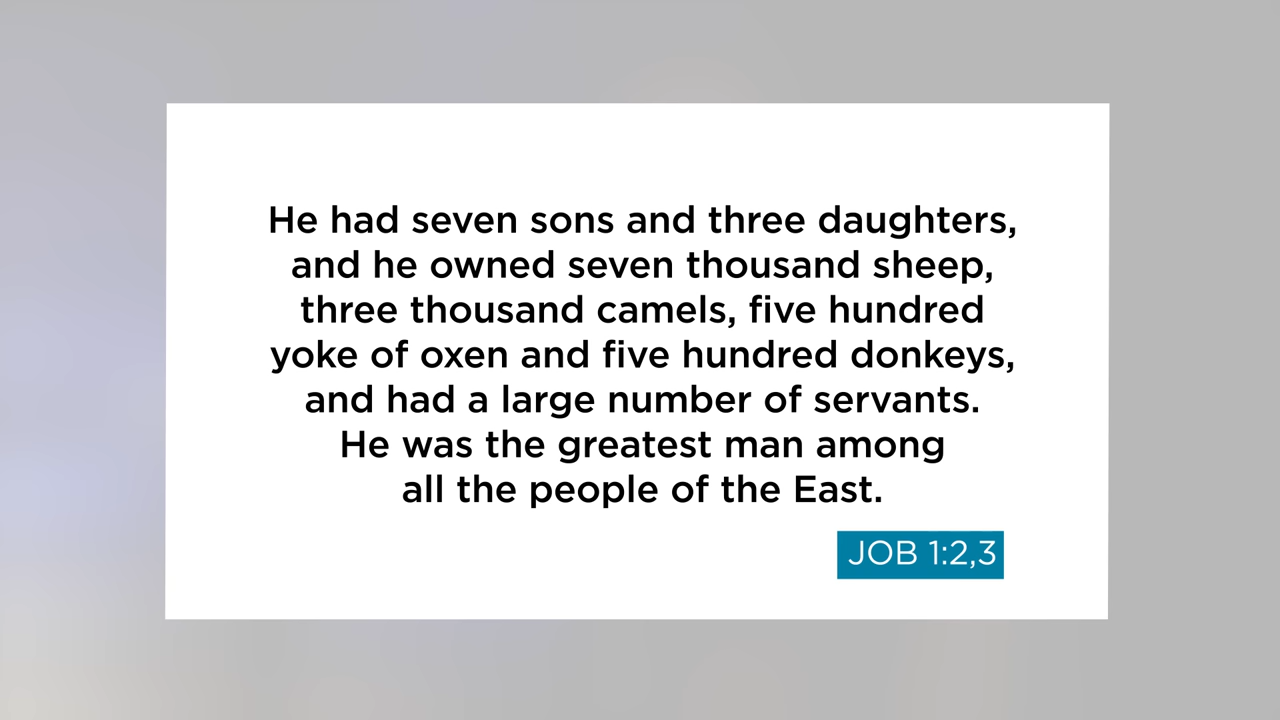 He had seven sons and three daughters,
and he owned seven thousand sheep,
three thousand camels, five hundred
yoke of oxen and five hundred donkeys,
and had a large number of servants.
He was the greatest man among
all the people of the East.
JOB 1:2,3